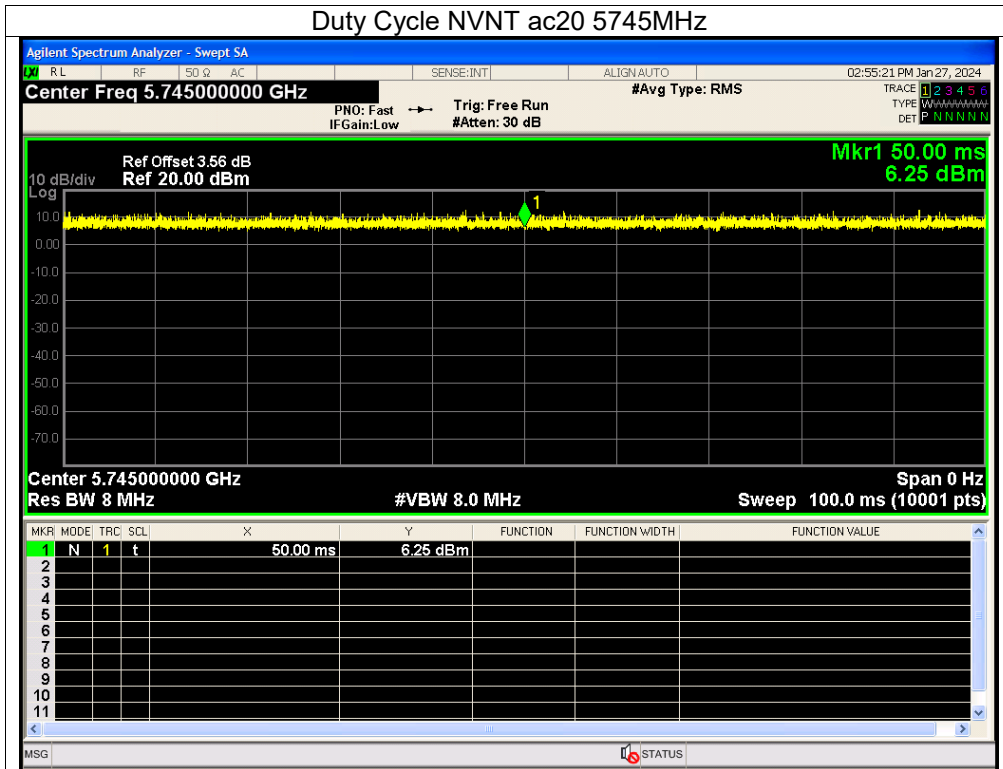 Duty Cycle NVNT ac20 5745MHz
Agilent Spectrum Analyzer - Swept SA
LXI RL RF 50 Ω AC SENSE:INT ALIGN AUTO 02:55:21 PM Jan 27, 2024
Center Freq 5.745000000 GHz #Avg Type: RMS TRACE 1 2 3 4 5 6
PNO: Fast Trig: Free Run TYPE WWWWWW
IFGain:Low #Atten: 30 dB DET P N N N N N
Mkr1 50.00 ms
Ref Offset 3.56 dB
10 dB/div Ref 20.00 dBm 6.25 dBm
Log
1
10.0
0.00
-10.0
-20.0
-30.0
-40.0
-50.0
-60.0
-70.0
Center 5.745000000 GHz Span 0 Hz
Res BW 8 MHz #VBW 8.0 MHz Sweep 100.0 ms (10001 pts)
MKR MODE TRC SCL X Y FUNCTION FUNCTION WIDTH FUNCTION VALUE
1 N 1 t 50.00 ms 6.25 dBm
2
3
4
5
6
7
8
9
10
11
MSG STATUS